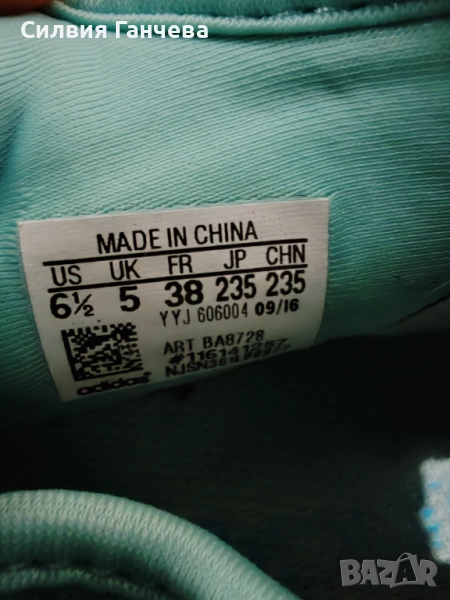 Силвия Ганчева
MADE IN CHINA
US UK FR JP CHN
6½ 5 38 235 235
YYJ 606004 09/16
ART BA8728
adidas
BAZAR